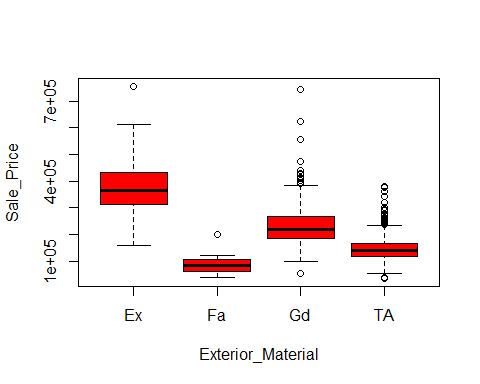 Sale_Price
7e+05
4e+05
1e+05
Ex Fa Gd TA
Exterior_Material